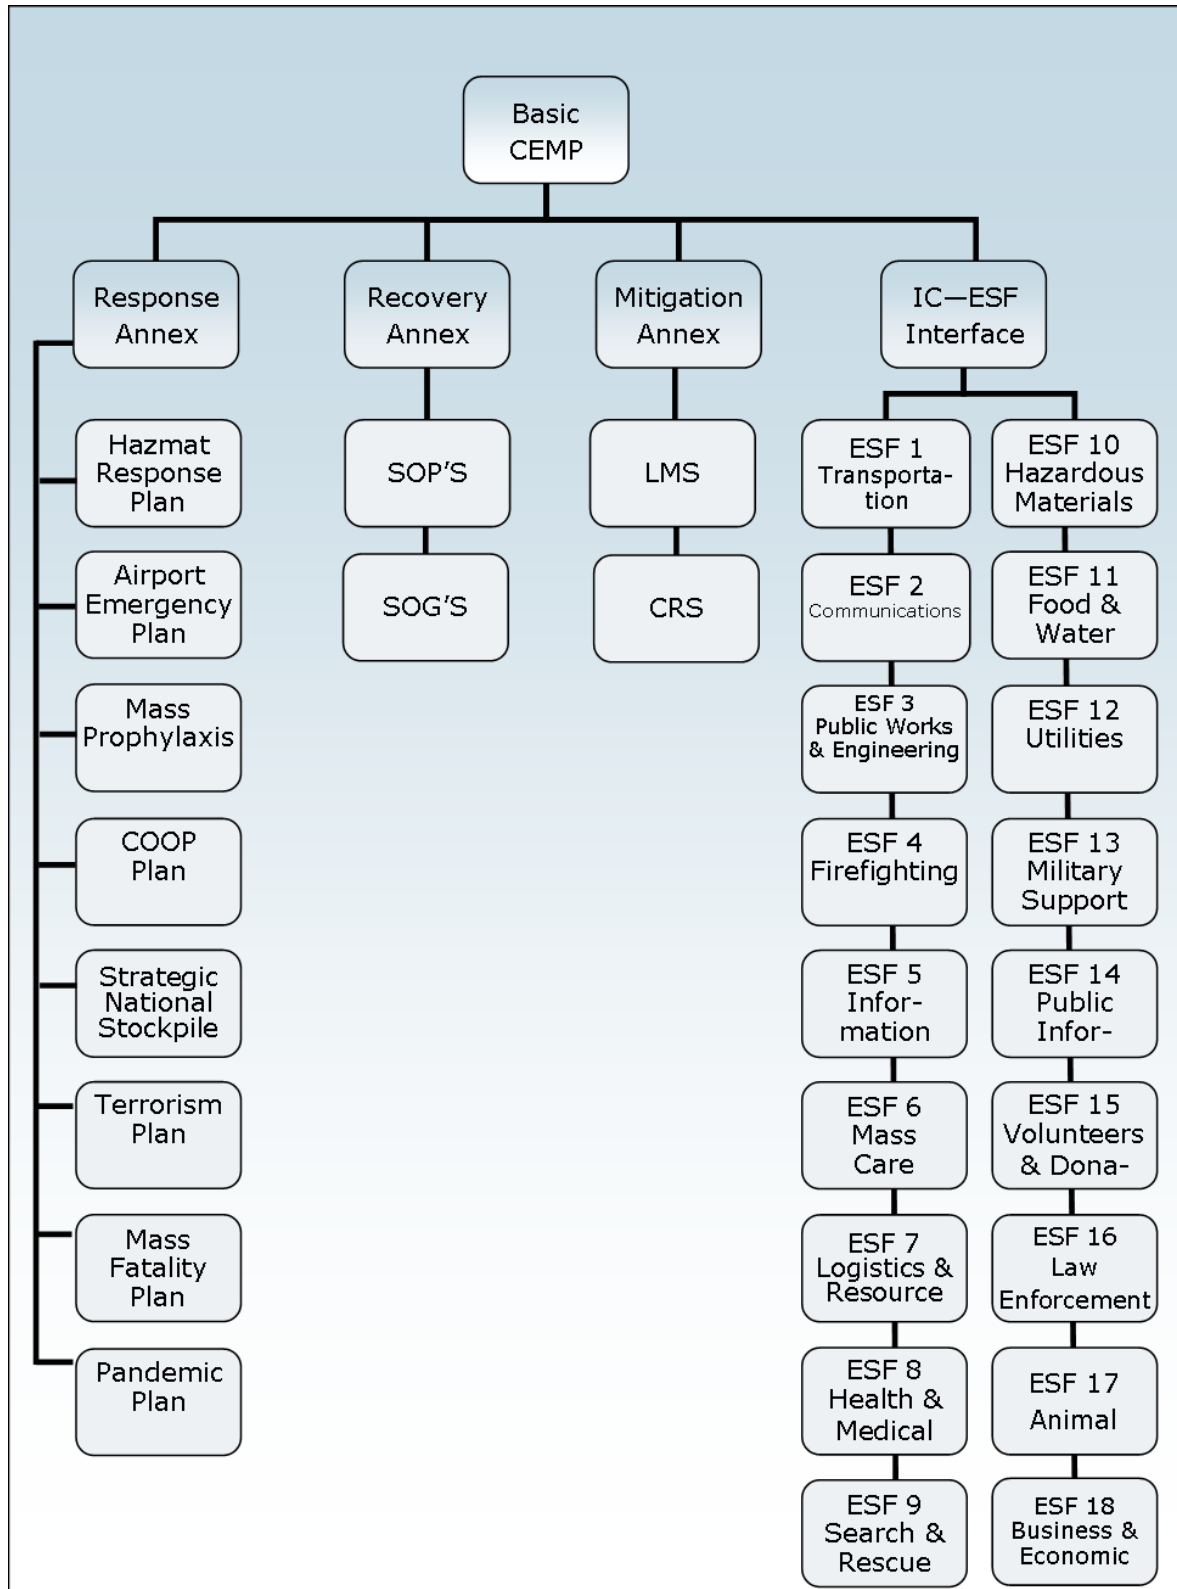 Basic
CEMP
Response
Annex
Recovery
Annex
Mitigation
Annex
IC—ESF
Interface
Hazmat
Response
Plan
Airport
Emergency
Plan
Mass
Prophylaxis
COOP
Plan
Strategic
National
Stockpile
Terrorism
Plan
Mass
Fatality
Plan
Pandemic
Plan
SOP'S
SOG'S
LMS
CRS
ESF 1
Transporta-
tion
ESF 2
Communications
ESF 3
Public Works
& Engineering
ESF 4
Firefighting
ESF 5
Infor-
mation
ESF 6
Mass
Care
ESF 7
Logistics &
Resource
ESF 8
Health &
Medical
ESF 9
Search &
Rescue
ESF 10
Hazardous
Materials
ESF 11
Food &
Water
ESF 12
Utilities
ESF 13
Military
Support
ESF 14
Public
Infor-
ESF 15
Volunteers
& Dona-
ESF 16
Law
Enforcement
ESF 17
Animal
ESF 18
Business &
Economic